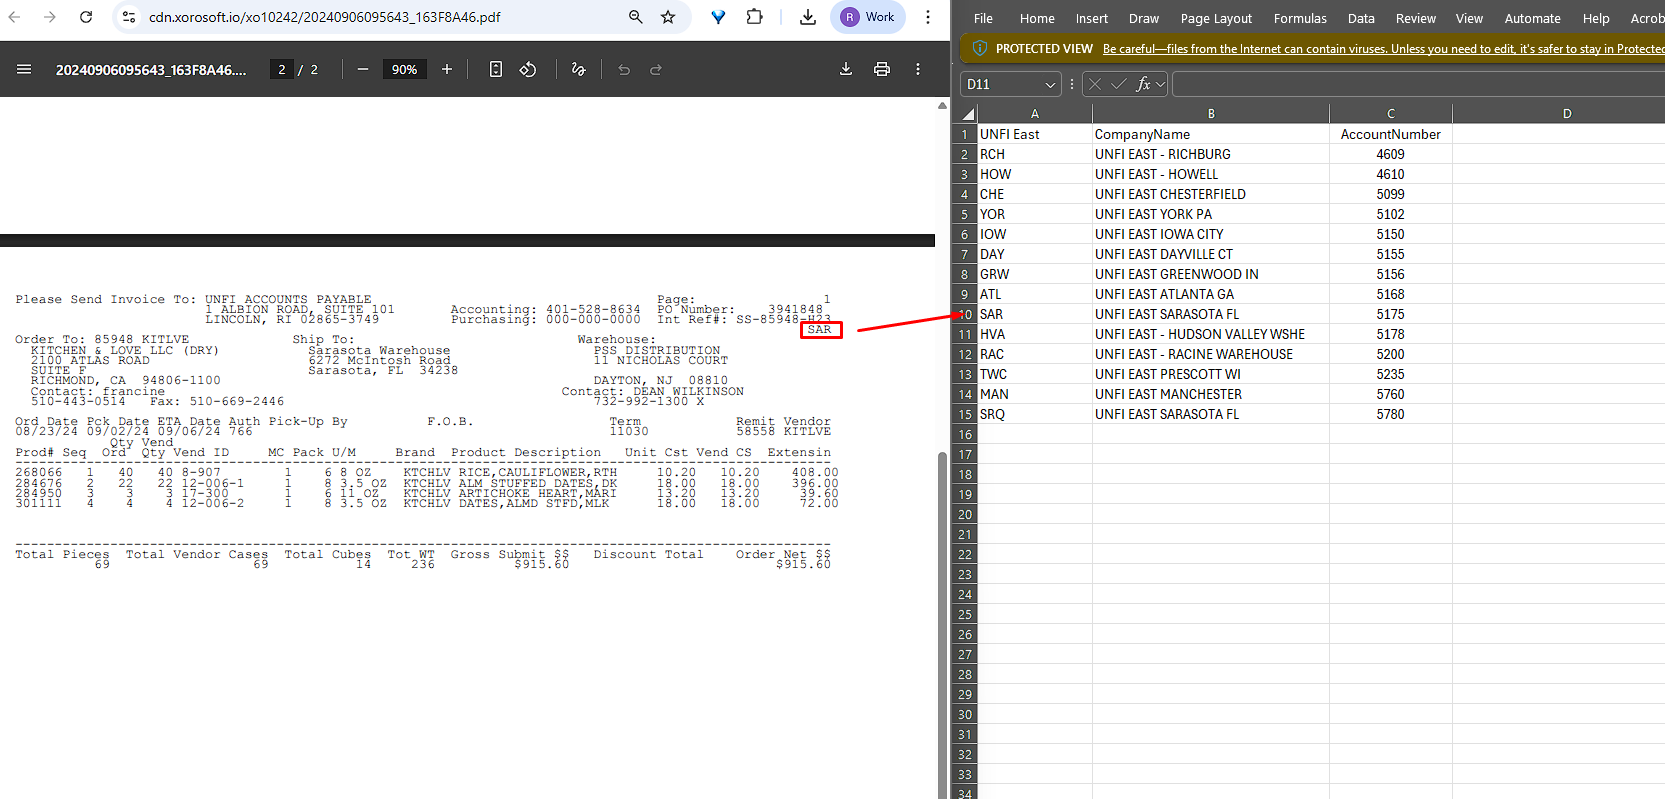 cdn.xorosoft.io/xo10242/20240906095643_163F8A46.pdf
R Work
20240906095643_163F8A46.... 2 / 2 90%
Please Send Invoice To: UNFI ACCOUNTS PAYABLE Page: 1
1 ALBION ROAD, SUITE 101 Accounting: 401-528-8634 PO Number: 3941848
LINCOLN, RI 02865-3749 Purchasing: 000-000-0000 Int Ref#: SS-85948-H23
SAR
Order To: 85948 KITLVE Ship To: Warehouse:
KITCHEN & LOVE LLC (DRY) Sarasota Warehouse PSS DISTRIBUTION
2100 ATLAS ROAD 6272 McIntosh Road 11 NICHOLAS COURT
SUITE F Sarasota, FL 34238
RICHMOND, CA 94806-1100 DAYTON, NJ 08810
Contact: francine Contact: DEAN WILKINSON
510-443-0514 Fax: 510-669-2446 732-992-1300 X
Ord Date Pck Date ETA Date Auth Pick-Up By F.O.B. Term Remit Vendor
08/23/24 09/02/24 09/06/24 766 11030 58558 KITLVE
Qty Vend
Prod# Seq Ord Qty Vend ID MC Pack U/M Brand Product Description Unit Cst Vend CS Extensin
268066 1 40 40 8-907 1 6 8 OZ KTCHLV RICE,CAULIFLOWER,RTH 10.20 10.20 408.00
284676 2 22 22 12-006-1 1 8 3.5 OZ KTCHLV ALM STUFFED DATES,DK 18.00 18.00 396.00
284950 3 3 3 17-300 1 6 11 OZ KTCHLV ARTICHOKE HEART,MARI 13.20 13.20 39.60
301111 4 4 4 12-006-2 1 8 3.5 OZ KTCHLV DATES,ALMD STFD,MLK 18.00 18.00 72.00
Total Pieces Total Vendor Cases Total Cubes Tot WT Gross Submit $$ Discount Total Order Net $$
69 69 14 236 $915.60 $915.60
File Home Insert Draw Page Layout Formulas Data Review View Automate Help Acrob
PROTECTED VIEW Be careful—files from the Internet can contain viruses. Unless you need to edit, it's safer to stay in Protected
D11 fx
A B C D
1 UNFI East CompanyName AccountNumber
2 RCH UNFI EAST - RICHBURG 4609
3 HOW UNFI EAST - HOWELL 4610
4 CHE UNFI EAST CHESTERFIELD 5099
5 YOR UNFI EAST YORK PA 5102
6 IOW UNFI EAST IOWA CITY 5150
7 DAY UNFI EAST DAYVILLE CT 5155
8 GRW UNFI EAST GREENWOOD IN 5156
9 ATL UNFI EAST ATLANTA GA 5168
10 SAR UNFI EAST SARASOTA FL 5175
11 HVA UNFI EAST - HUDSON VALLEY WSHE 5178
12 RAC UNFI EAST - RACINE WAREHOUSE 5200
13 TWC UNFI EAST PRESCOTT WI 5235
14 MAN UNFI EAST MANCHESTER 5760
15 SRQ UNFI EAST SARASOTA FL 5780
16
17
18
19
20
21
22
23
24
25
26
27
28
29
30
31
32
33
34